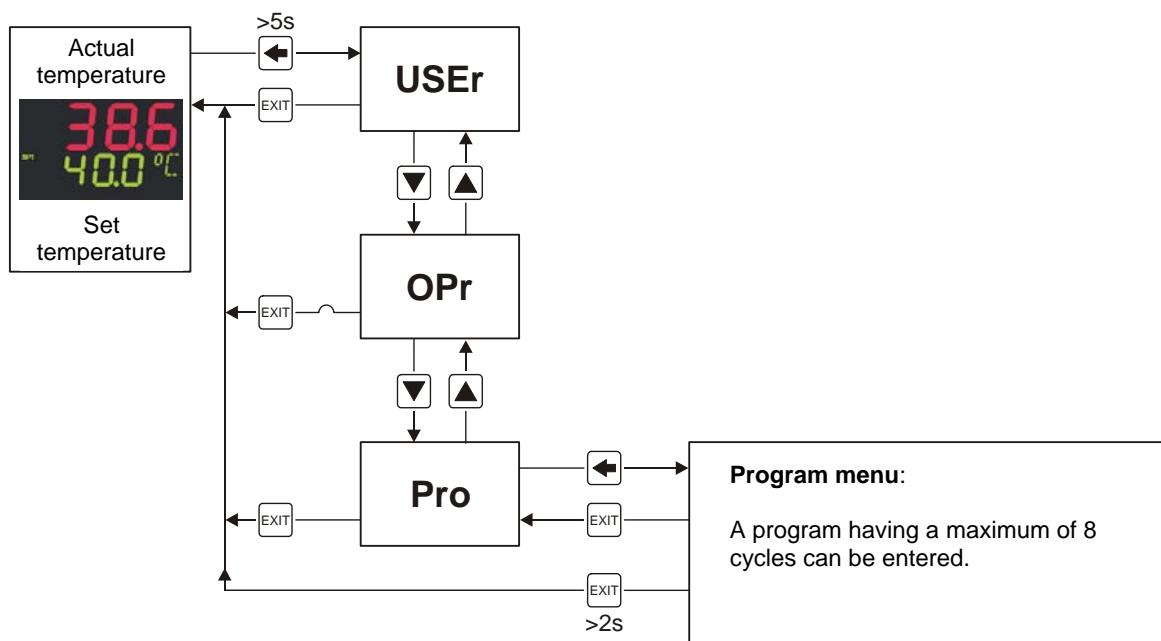 >5s
Actual
temperature
38.6
40.0 °C
Set
temperature
USEr
EXIT
OPr
EXIT
Pro
EXIT
EXIT
EXIT
>2s
Program menu:
A program having a maximum of 8
cycles can be entered.